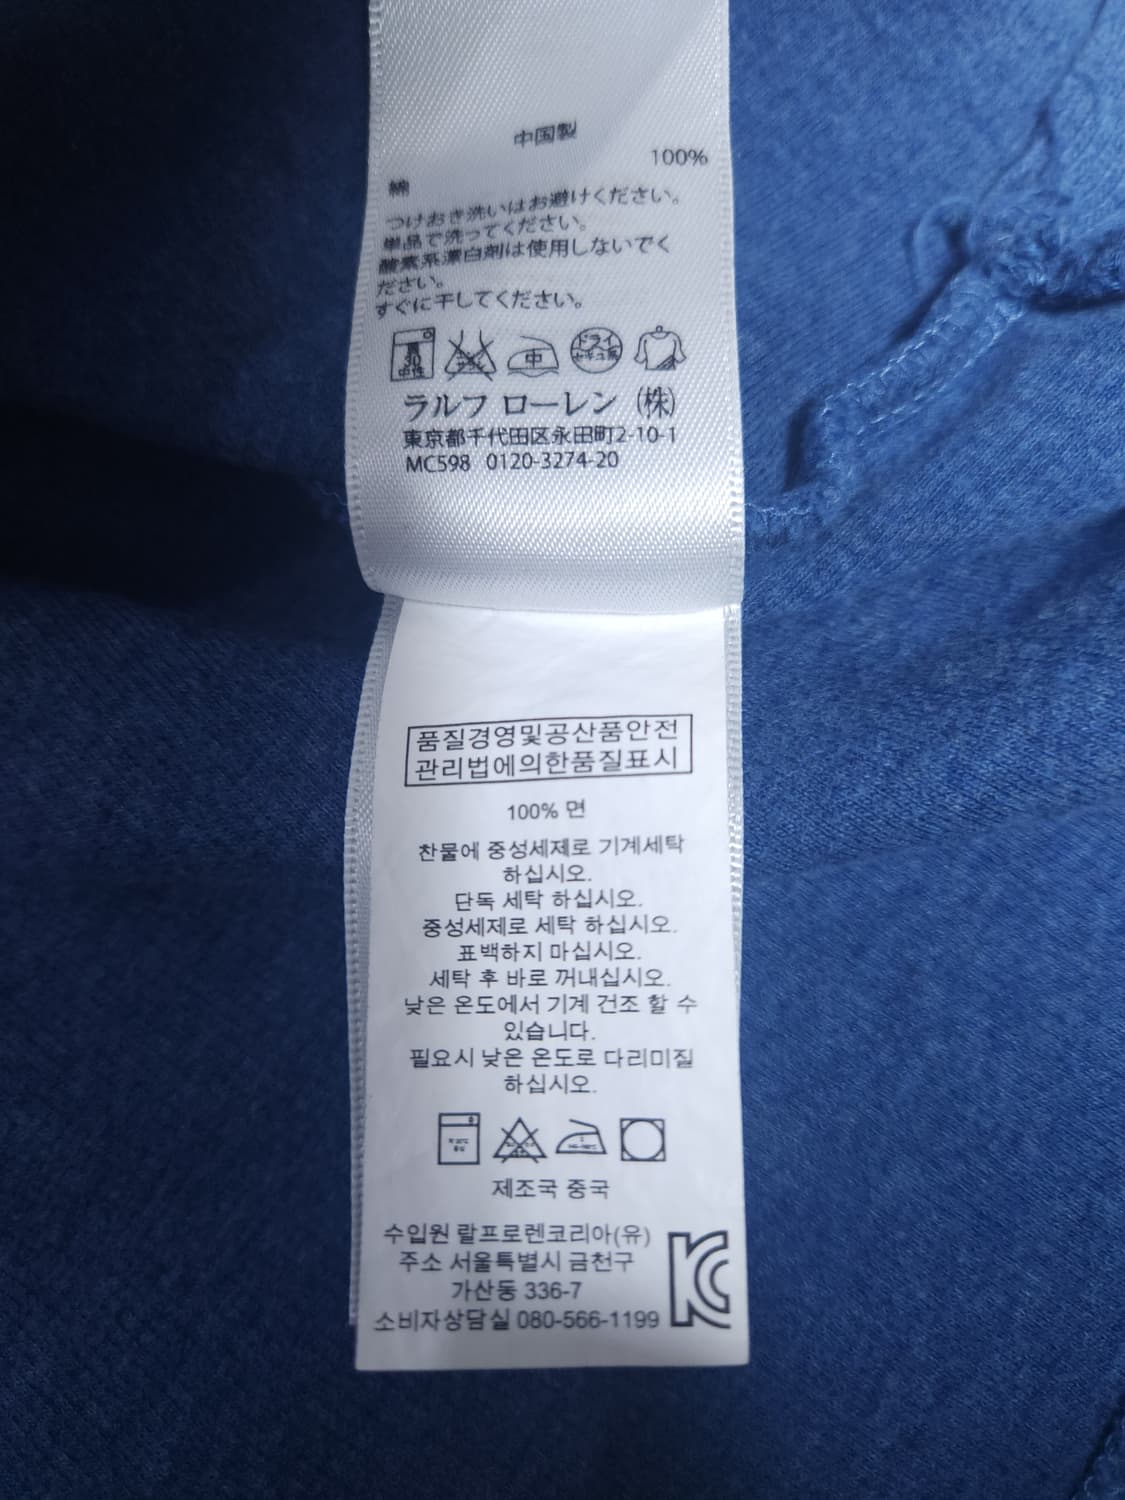 中国製
100%
綿
つけおき洗いはお避けください。
単品で洗ってください。
酸素系漂白剤は使用しないでく
ださい。
すぐに干してください。
30
中性
中
ドライ
ラルフ ローレン (株)
東京都千代田区永田町2-10-1
MC598 0120-3274-20
품질경영및공산품안전
관리법에의한품질표시
100% 면
찬물에 중성세제로 기계세탁
하십시오.
단독 세탁 하십시오.
중성세제로 세탁 하십시오.
표백하지 마십시오.
세탁 후 바로 꺼내십시오.
낮은 온도에서 기계 건조 할 수
있습니다.
필요시 낮은 온도로 다리미질
하십시오.
제조국 중국
수입원 랄프로렌코리아(유)
주소 서울특별시 금천구
가산동 336-7
소비자상담실 080-566-1199